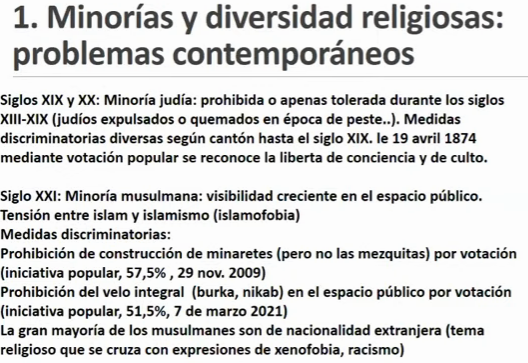 1. Minorías y diversidad religiosas:
problemas contemporáneos
Siglos XIX y XX: Minoría judía: prohibida o apenas tolerada durante los siglos
XIII-XIX (judíos expulsados o quemados en época de peste..). Medidas
discriminatorias diversas según cantón hasta el siglo XIX. le 19 avril 1874
mediante votación popular se reconoce la liberta de conciencia y de culto.
Siglo XXI: Minoría musulmana: visibilidad creciente en el espacio público.
Tensión entre islam y islamismo (islamofobia)
Medidas discriminatorias:
Prohibición de construcción de minaretes (pero no las mezquitas) por votación
(iniciativa popular, 57,5% , 29 nov. 2009)
Prohibición del velo integral (burka, nikab) en el espacio público por votación
(iniciativa popular, 51,5%, 7 de marzo 2021)
La gran mayoría de los musulmanes son de nacionalidad extranjera (tema
religioso que se cruza con expresiones de xenofobia, racismo)